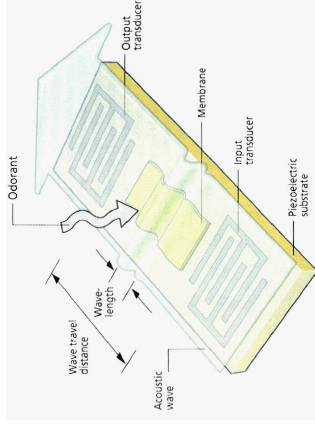 Odorant
Output
transducer
Wave travel
distance
Wave-
length
Membrane
Acoustic
wave
Input
transducer
Piezoelectric
substrate